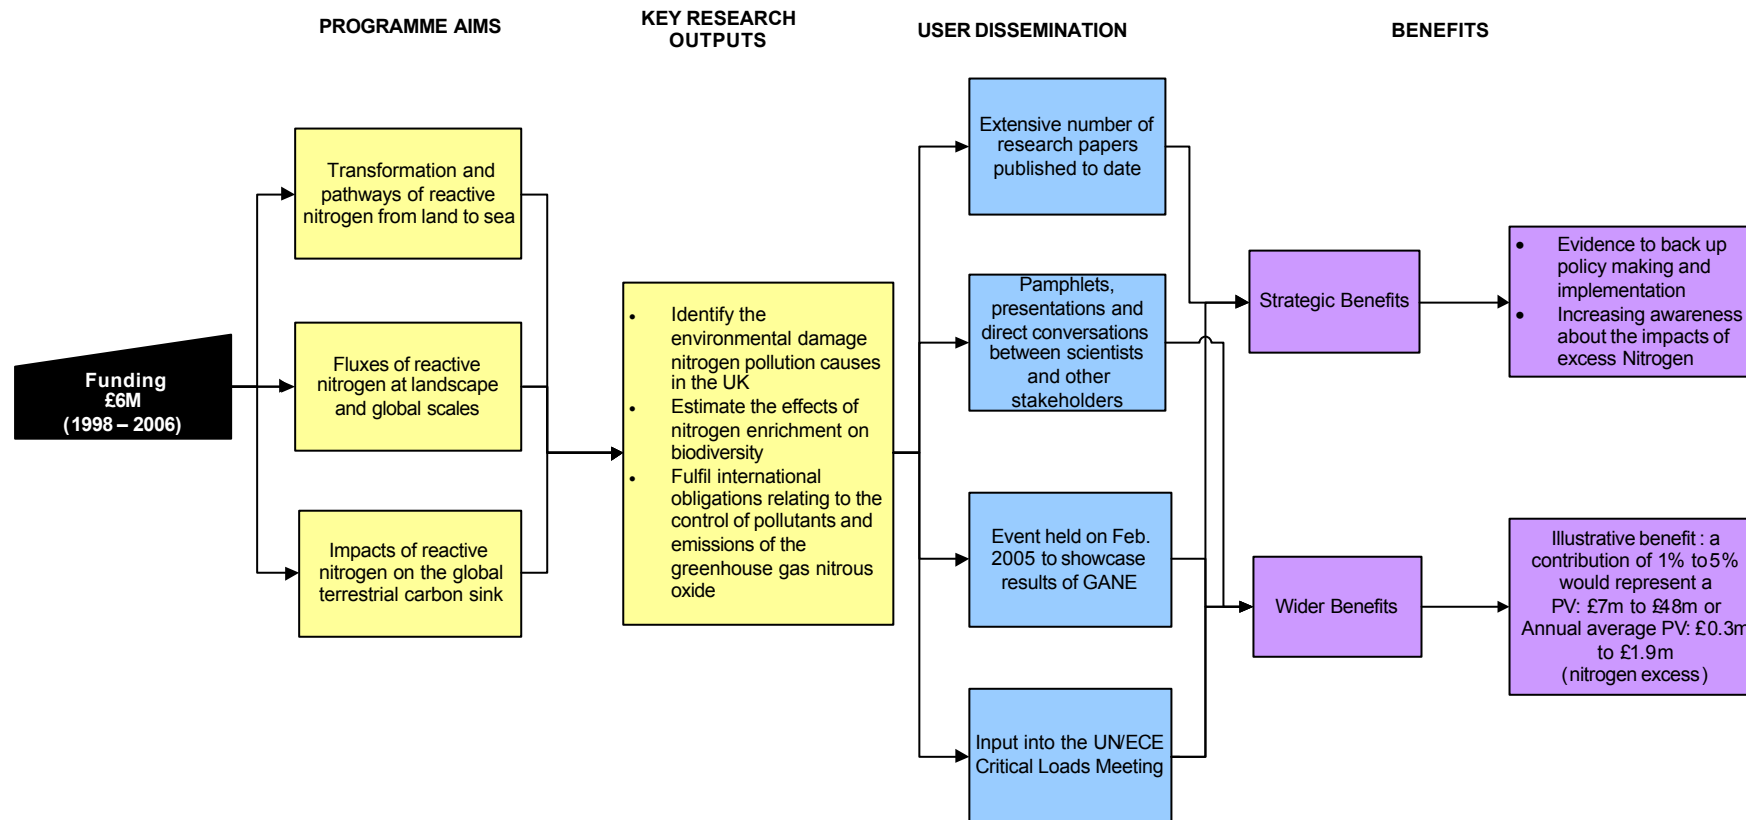 PROGRAMME AIMS
KEY RESEARCH
OUTPUTS
USER DISSEMINATION
BENEFITS
Funding
£6M
(1998 – 2006)
Transformation and
pathways of reactive
nitrogen from land to sea
Fluxes of reactive
nitrogen at landscape
and global scales
Impacts of reactive
nitrogen on the global
terrestrial carbon sink
• Identify the
environmental damage
nitrogen pollution causes
in the UK
• Estimate the effects of
nitrogen enrichment on
biodiversity
• Fulfil international
obligations relating to the
control of pollutants and
emissions of the
greenhouse gas nitrous
oxide
Extensive number of
research papers
published to date
Pamphlets,
presentations and
direct conversations
between scientists
and other
stakeholders
Event held on Feb.
2005 to showcase
results of GANE
Input into the UN/ECE
Critical Loads Meeting
Strategic Benefits
Wider Benefits
• Evidence to back up
policy making and
implementation
• Increasing awareness
about the impacts of
excess Nitrogen
Illustrative benefit : a
contribution of 1% to 5%
would represent a
PV: £7m to £48m or
Annual average PV: £0.3m
to £1.9m
(nitrogen excess)